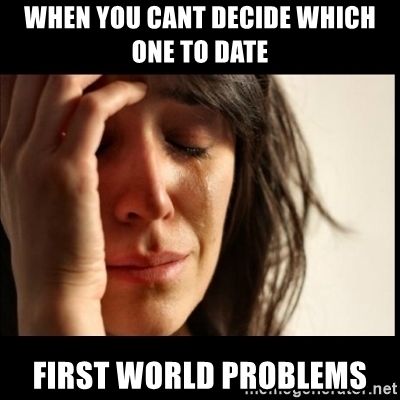 WHEN YOU CANT DECIDE WHICH
ONE TO DATE
FIRST WORLD PROBLEMS
memegenerator.net